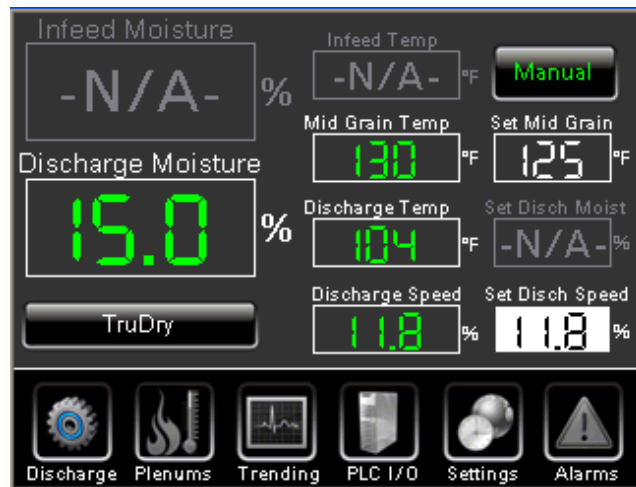 Infeed Moisture
-N/A- %
Infeed Temp
-N/A- °F
Manual
Mid Grain Temp
130 °F
Set Mid Grain
125 °F
Discharge Moisture
15.0 %
Discharge Temp
104 °F
Set Disch Moist
-N/A- %
TruDry
Discharge Speed
11.8 %
Set Disch Speed
11.8 %
Discharge
Plenums
Trending
PLC I/O
Settings
Alarms